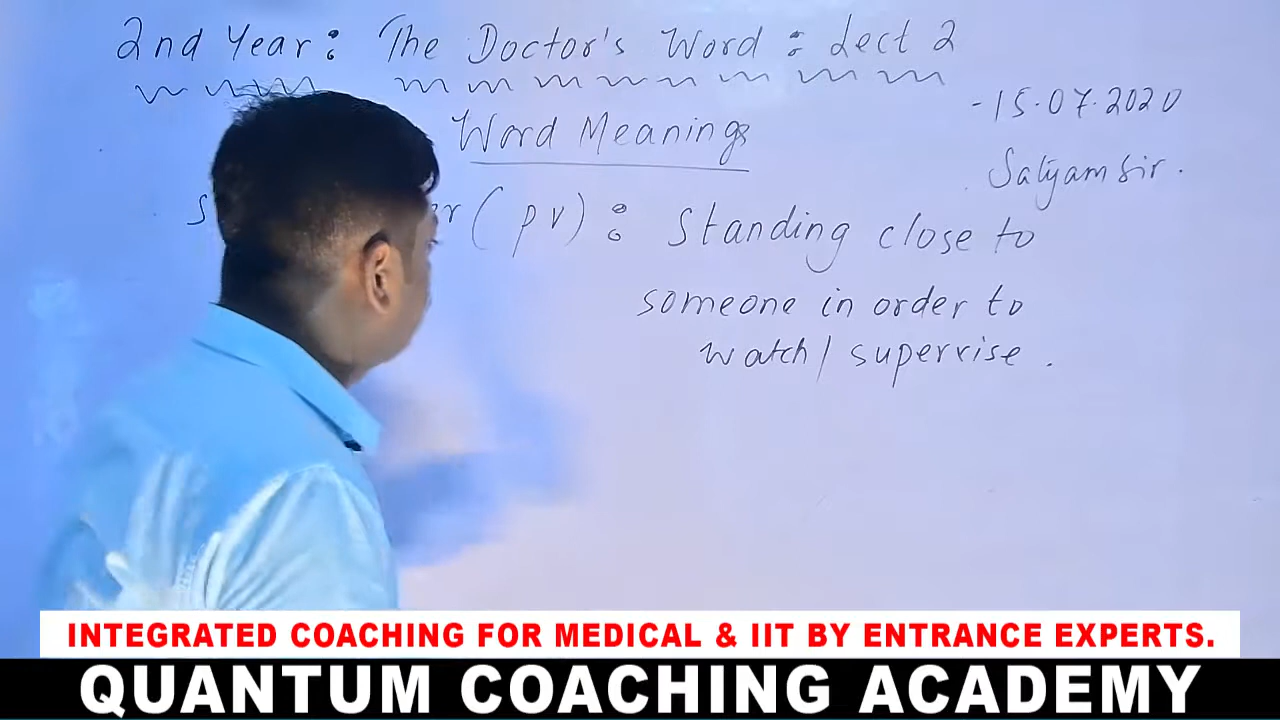 2nd Year: The Doctor's Word : Lect 2
-15.07.2020
Word Meanings
Satyam Sir.
(pv) : Standing close to
someone in order to
watch/supervise.
INTEGRATED COACHING FOR MEDICAL & IIT BY ENTRANCE EXPERTS.
QUANTUM COACHING ACADEMY